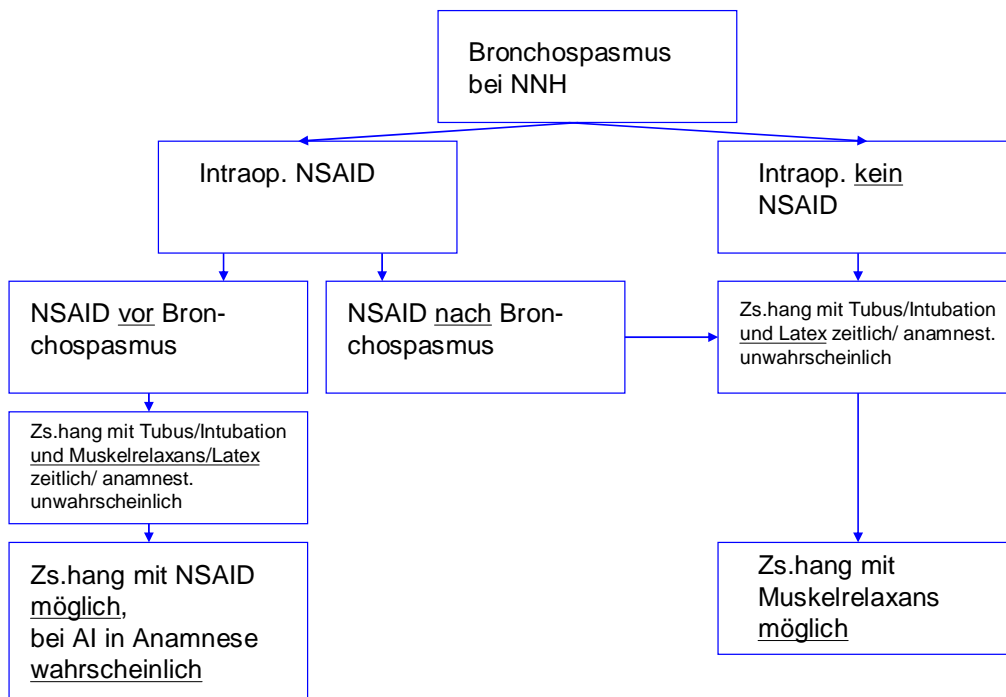 Bronchospasmus
bei NNH
Intraop. NSAID
Intraop. kein
NSAID
NSAID vor Bron-
chospasmus
NSAID nach Bron-
chospasmus
Zs.hang mit Tubus/Intubation
und Latex zeitlich/ anamnest.
unwahrscheinlich
Zs.hang mit Tubus/Intubation
und Muskelrelaxans/Latex
zeitlich/ anamnest.
unwahrscheinlich
Zs.hang mit NSAID
möglich,
bei AI in Anamnese
wahrscheinlich
Zs.hang mit
Muskelrelaxans
möglich